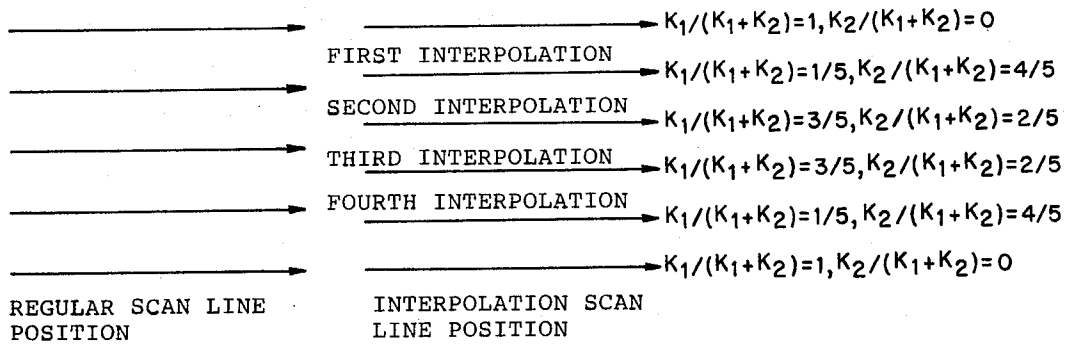 K1/(K1+K2)=1,K2/(K1+K2)=0
FIRST INTERPOLATION
K1/(K1+K2)=1/5,K2/(K1+K2)=4/5
SECOND INTERPOLATION
K1/(K1+K2)=3/5,K2/(K1+K2)=2/5
THIRD INTERPOLATION
K1/(K1+K2)=3/5,K2/(K1+K2)=2/5
FOURTH INTERPOLATION
K1/(K1+K2)=1/5,K2/(K1+K2)=4/5
K1/(K1+K2)=1,K2/(K1+K2)=0
REGULAR SCAN LINE
POSITION
INTERPOLATION SCAN
LINE POSITION